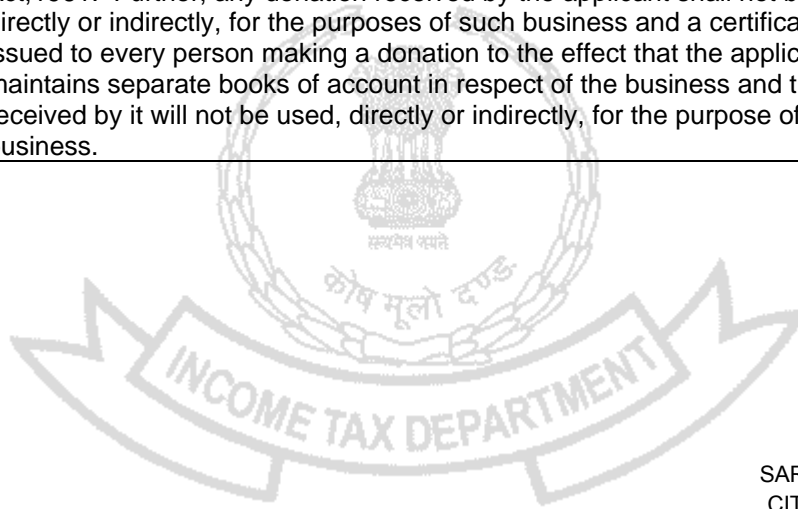 directly or indirectly, for the purposes of such business and a certifica
issued to every person making a donation to the effect that the applic
maintains separate books of account in respect of the business and t
received by it will not be used, directly or indirectly, for the purpose of
business.
सत्यमेव जयते
कोष मूलो दण्डः
INCOME TAX DEPARTMENT
SAR
CIT